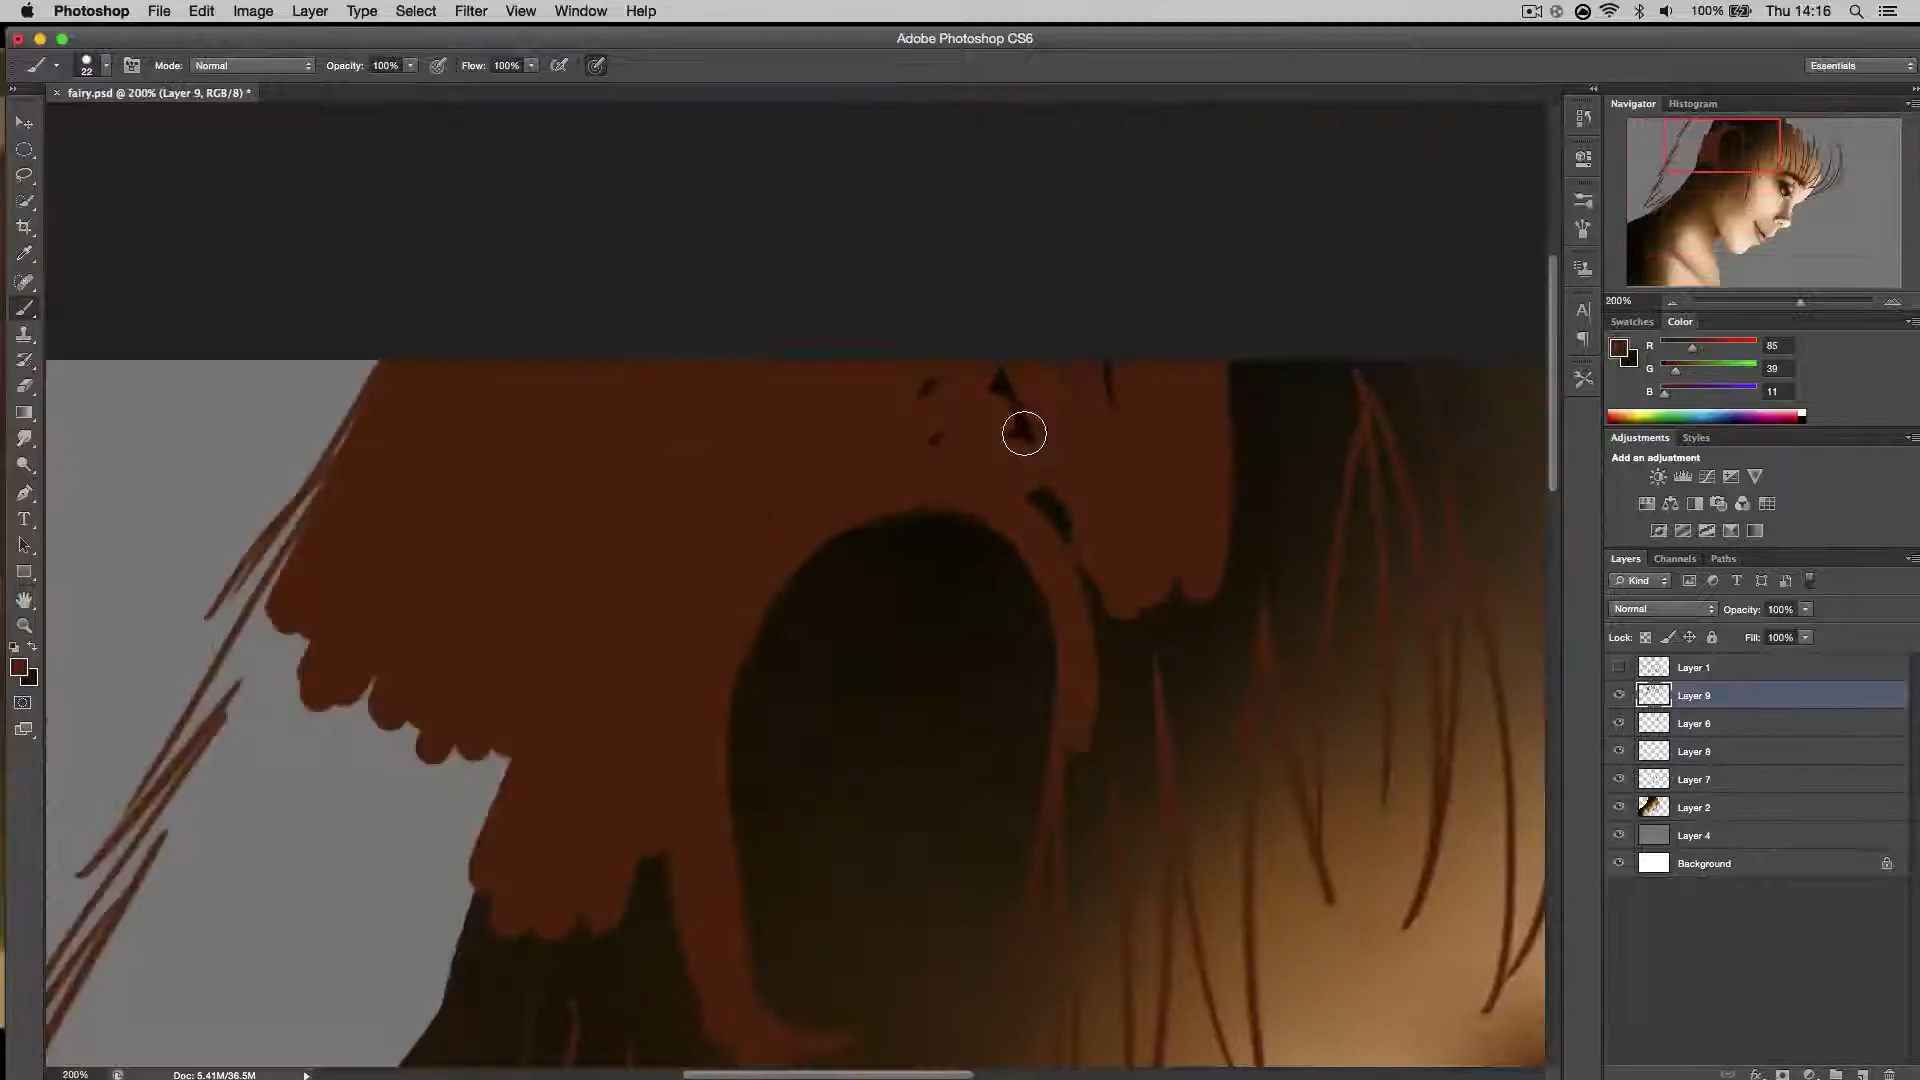 Photoshop File Edit Image Layer Type Select Filter View Window Help 100% Thu 14:16
Adobe Photoshop CS6
22 Mode: Normal Opacity: 100% Flow: 100% Essentials
× fairy.psd @ 200% (Layer 9, RGB/8) *
Navigator Histogram
200%
Swatches Color
R 85
G 39
B 11
Adjustments Styles
Add an adjustment
Layers Channels Paths
Kind
Normal Opacity: 100%
Lock: Fill: 100%
Layer 1
Layer 9
Layer 6
Layer 8
Layer 7
Layer 2
Layer 4
Background
200% Doc: 5.41M/36.5M